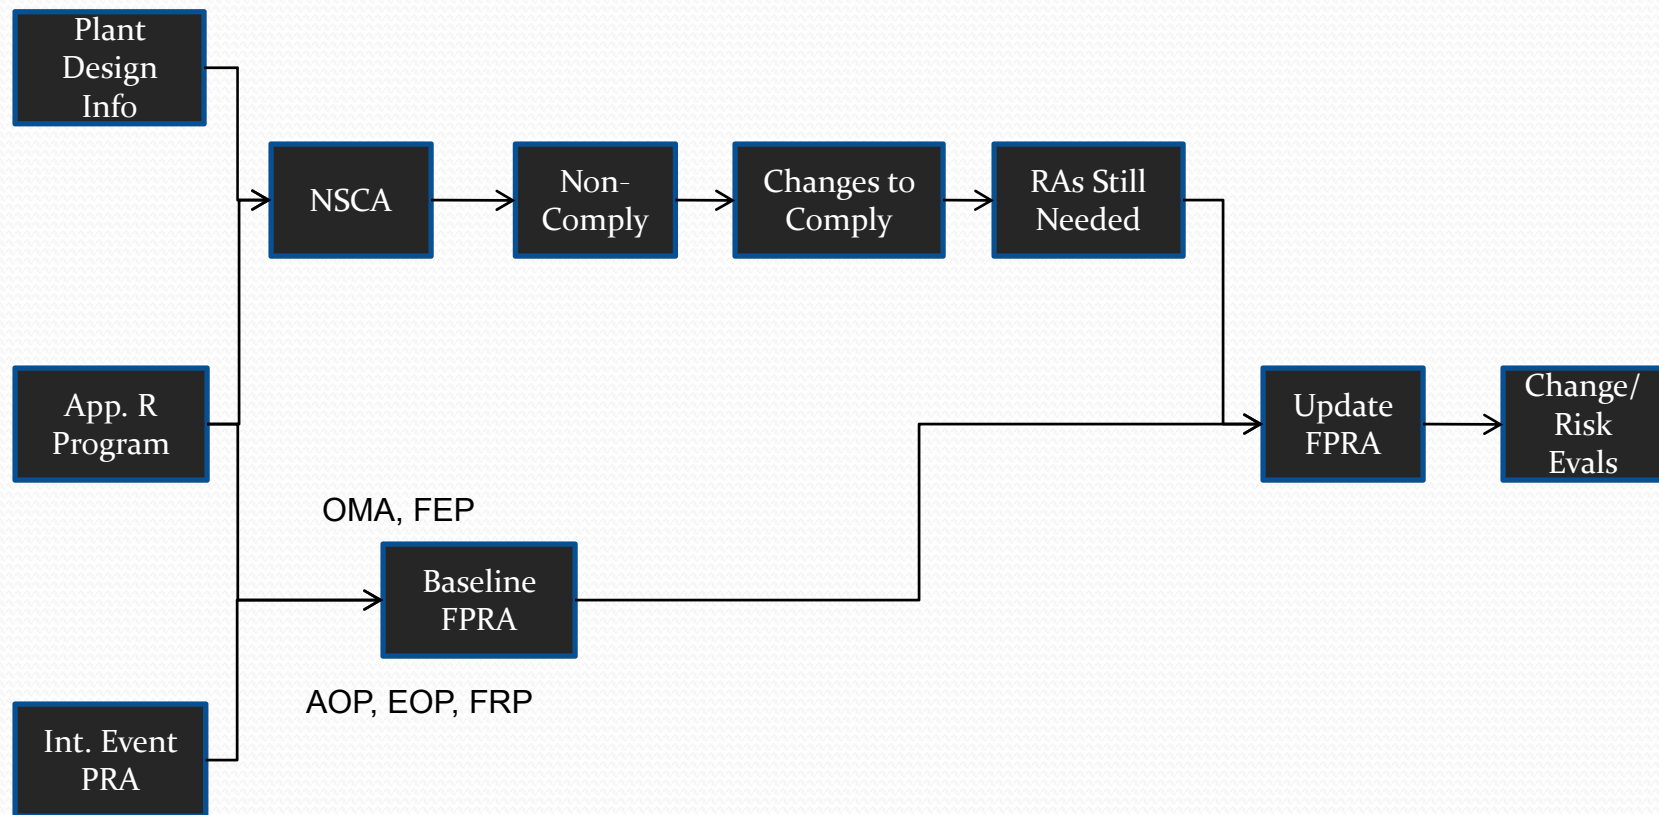 Plant
Design
Info
NSCA
Non-
Comply
Changes to
Comply
RAs Still
Needed
App. R
Program
Update
FPRA
Change/
Risk
Evals
OMA, FEP
Baseline
FPRA
AOP, EOP, FRP
Int. Event
PRA